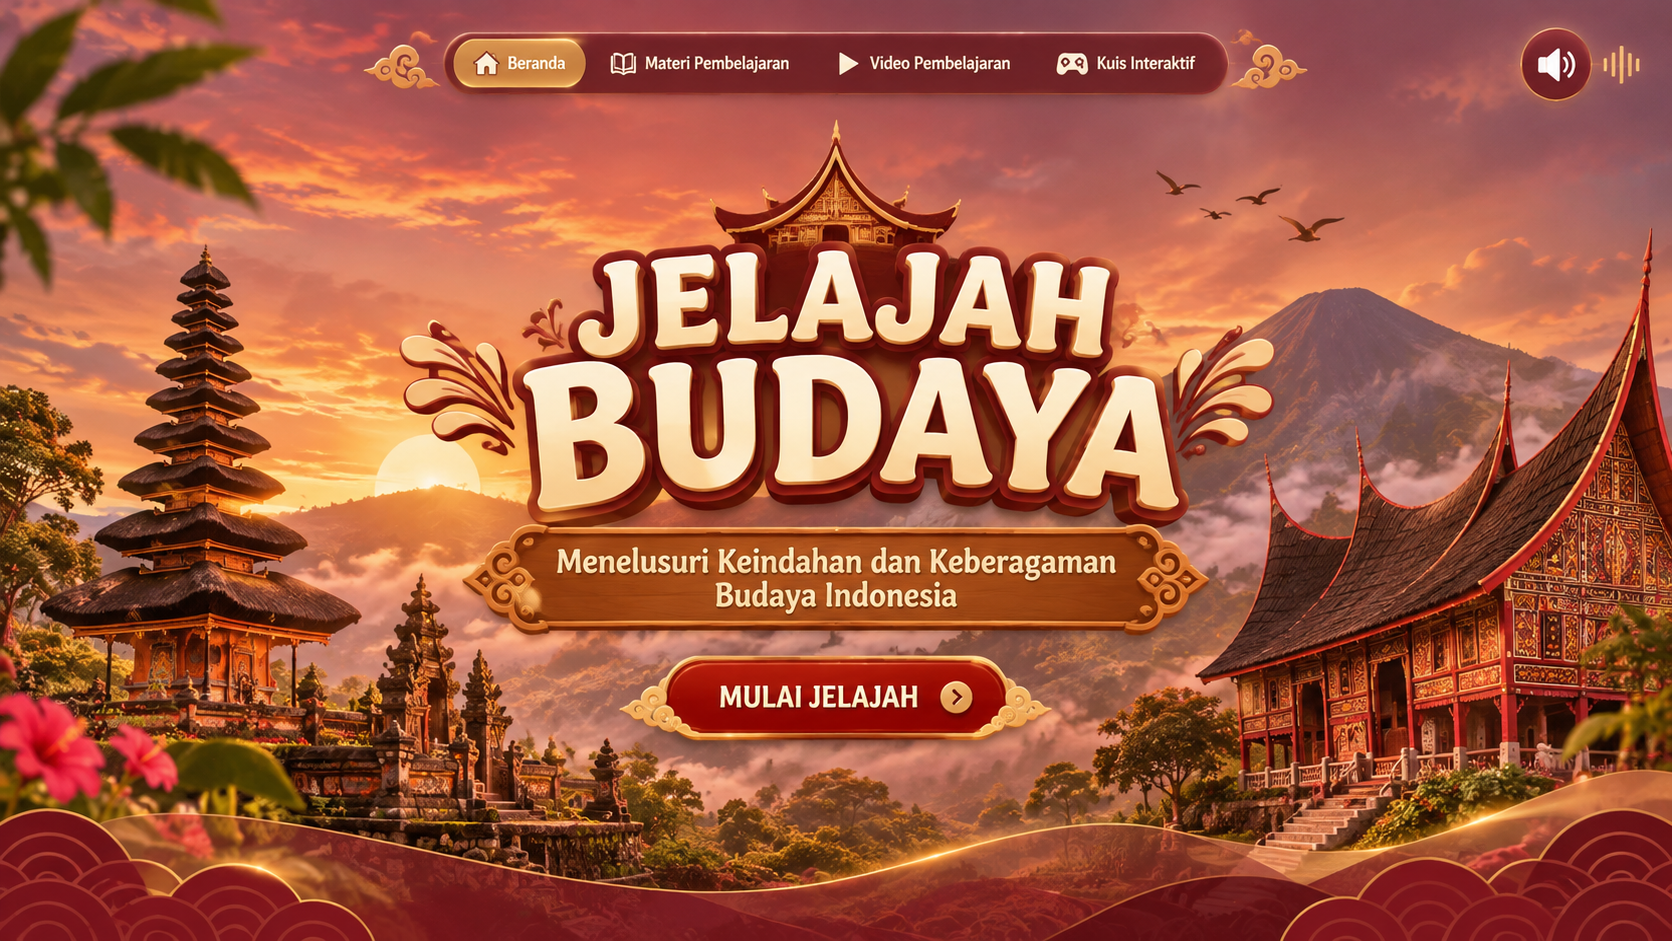 Beranda
Materi Pembelajaran
Video Pembelajaran
Kuis Interaktif
JELAJAH
BUDAYA
Menelusuri Keindahan dan Keberagaman
Budaya Indonesia
MULAI JELAJAH